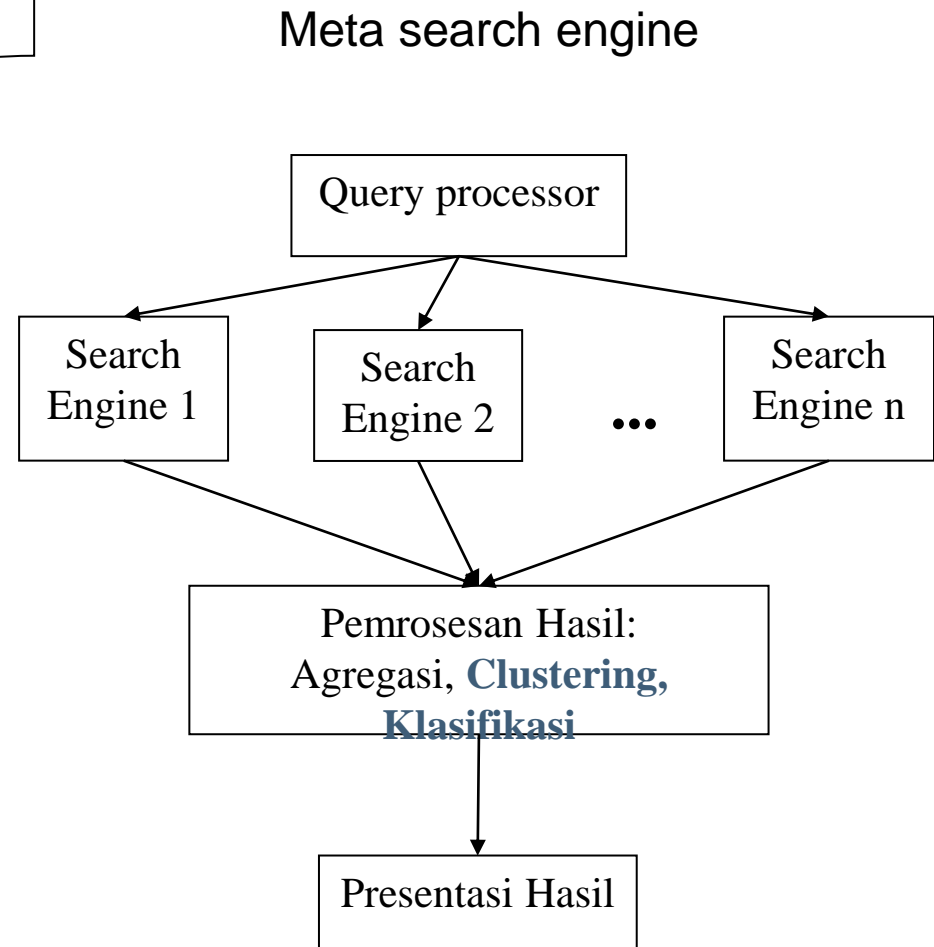 Meta search engine
Query processor
Search
Engine 1
Search
Engine 2
...
Search
Engine n
Pemrosesan Hasil:
Agregasi, Clustering,
Klasifikasi
Presentasi Hasil